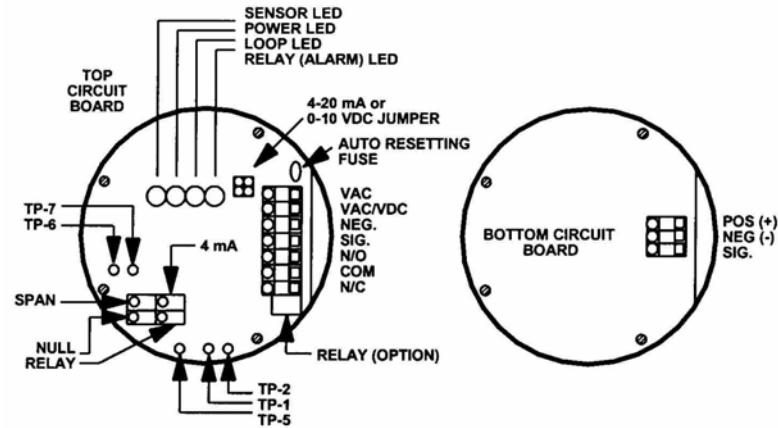 SENSOR LED
POWER LED
LOOP LED
RELAY (ALARM) LED
TOP
CIRCUIT
BOARD
4-20 mA or
0-10 VDC JUMPER
AUTO RESETTING
FUSE
VAC
VAC/VDC
NEG.
SIG.
N/O
COM
N/C
TP-7
TP-6
4 mA
SPAN
NULL
RELAY
RELAY (OPTION)
TP-2
TP-1
TP-5
BOTTOM CIRCUIT
BOARD
POS (+)
NEG (-)
SIG.